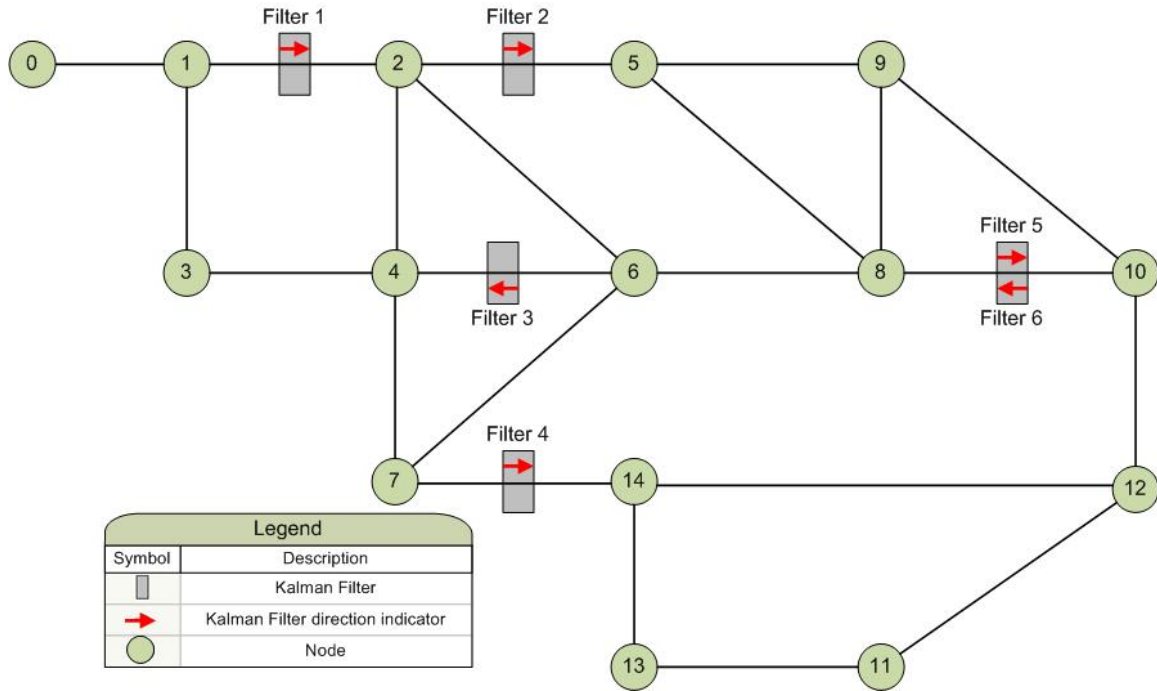 Filter 1
Filter 2
0
1
2
5
9
Filter 5
3
4
6
8
10
Filter 3
Filter 6
Filter 4
7
14
12
Legend
Symbol Description
Kalman Filter
Kalman Filter direction indicator
Node
13
11